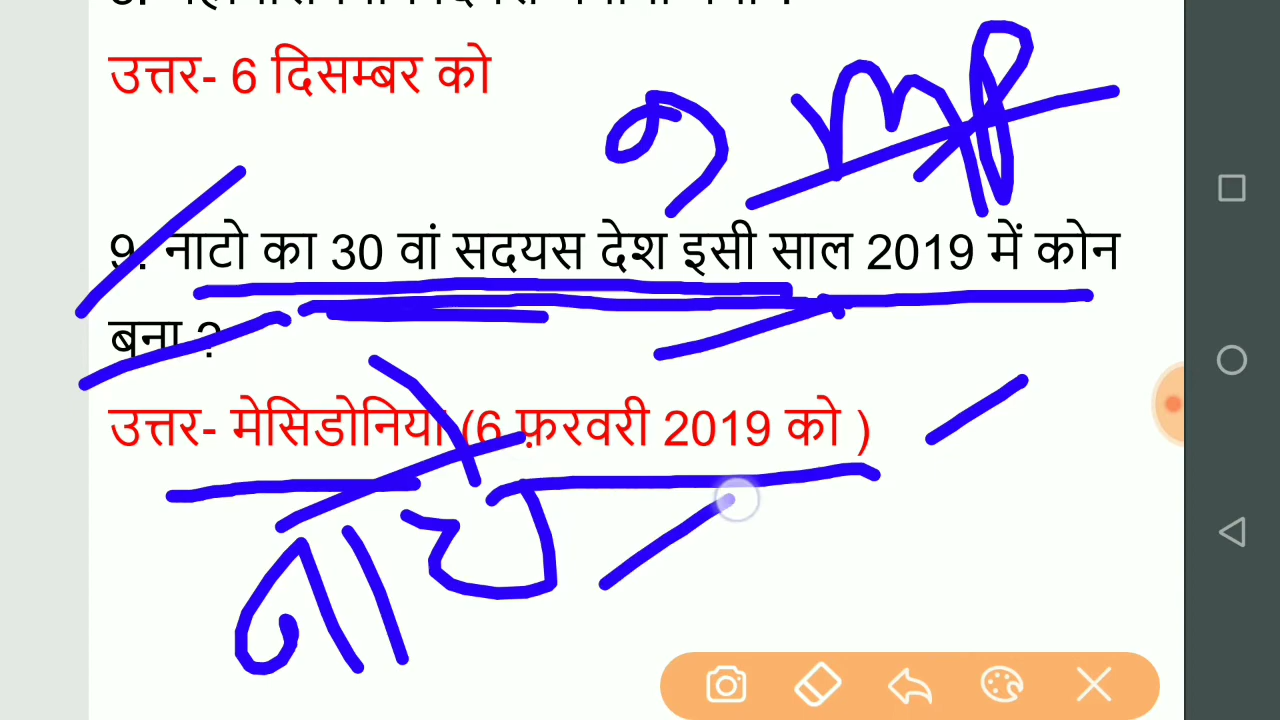 उत्तर- 6 दिसम्बर को
9. नाटो का 30 वां सदयस देश इसी साल 2019 में कोन
बना ?
उत्तर- मेसिडोनिया (6 फ़रवरी 2019 को )